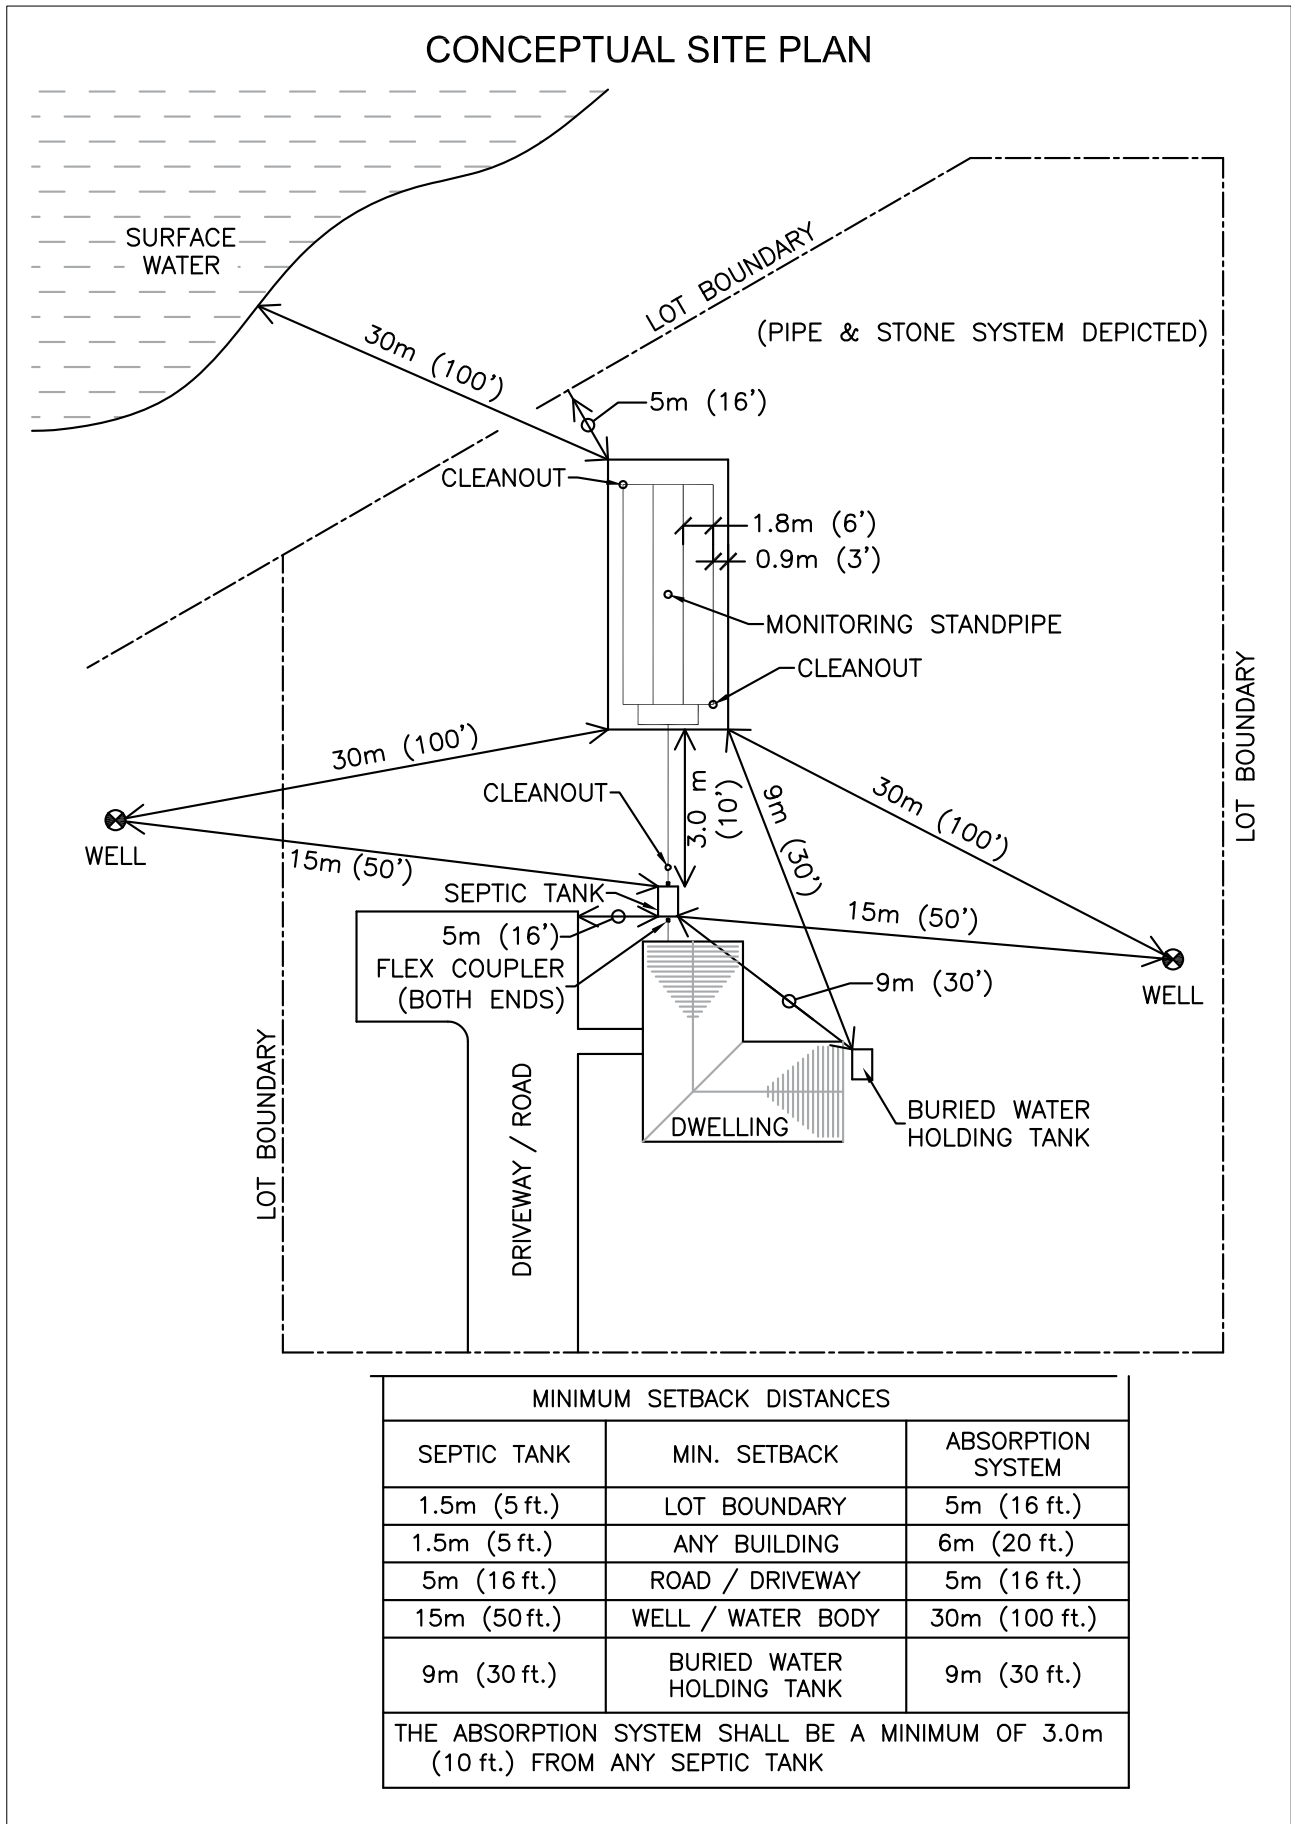 CONCEPTUAL SITE PLAN
SURFACE
WATER
LOT BOUNDARY
(PIPE & STONE SYSTEM DEPICTED)
30m (100')
5m (16')
CLEANOUT
1.8m (6')
0.9m (3')
MONITORING STANDPIPE
CLEANOUT
LOT BOUNDARY
30m (100')
CLEANOUT
3.0 m
(10')
9m (30')
30m (100')
WELL
15m (50')
SEPTIC TANK
15m (50')
5m (16')
FLEX COUPLER
(BOTH ENDS)
9m (30')
WELL
LOT BOUNDARY
DRIVEWAY / ROAD
DWELLING
BURIED WATER
HOLDING TANK
MINIMUM SETBACK DISTANCES
SEPTIC TANK MIN. SETBACK ABSORPTION
SYSTEM
1.5m (5 ft.) LOT BOUNDARY 5m (16 ft.)
1.5m (5 ft.) ANY BUILDING 6m (20 ft.)
5m (16 ft.) ROAD / DRIVEWAY 5m (16 ft.)
15m (50 ft.) WELL / WATER BODY 30m (100 ft.)
9m (30 ft.) BURIED WATER
HOLDING TANK 9m (30 ft.)
THE ABSORPTION SYSTEM SHALL BE A MINIMUM OF 3.0m
(10 ft.) FROM ANY SEPTIC TANK